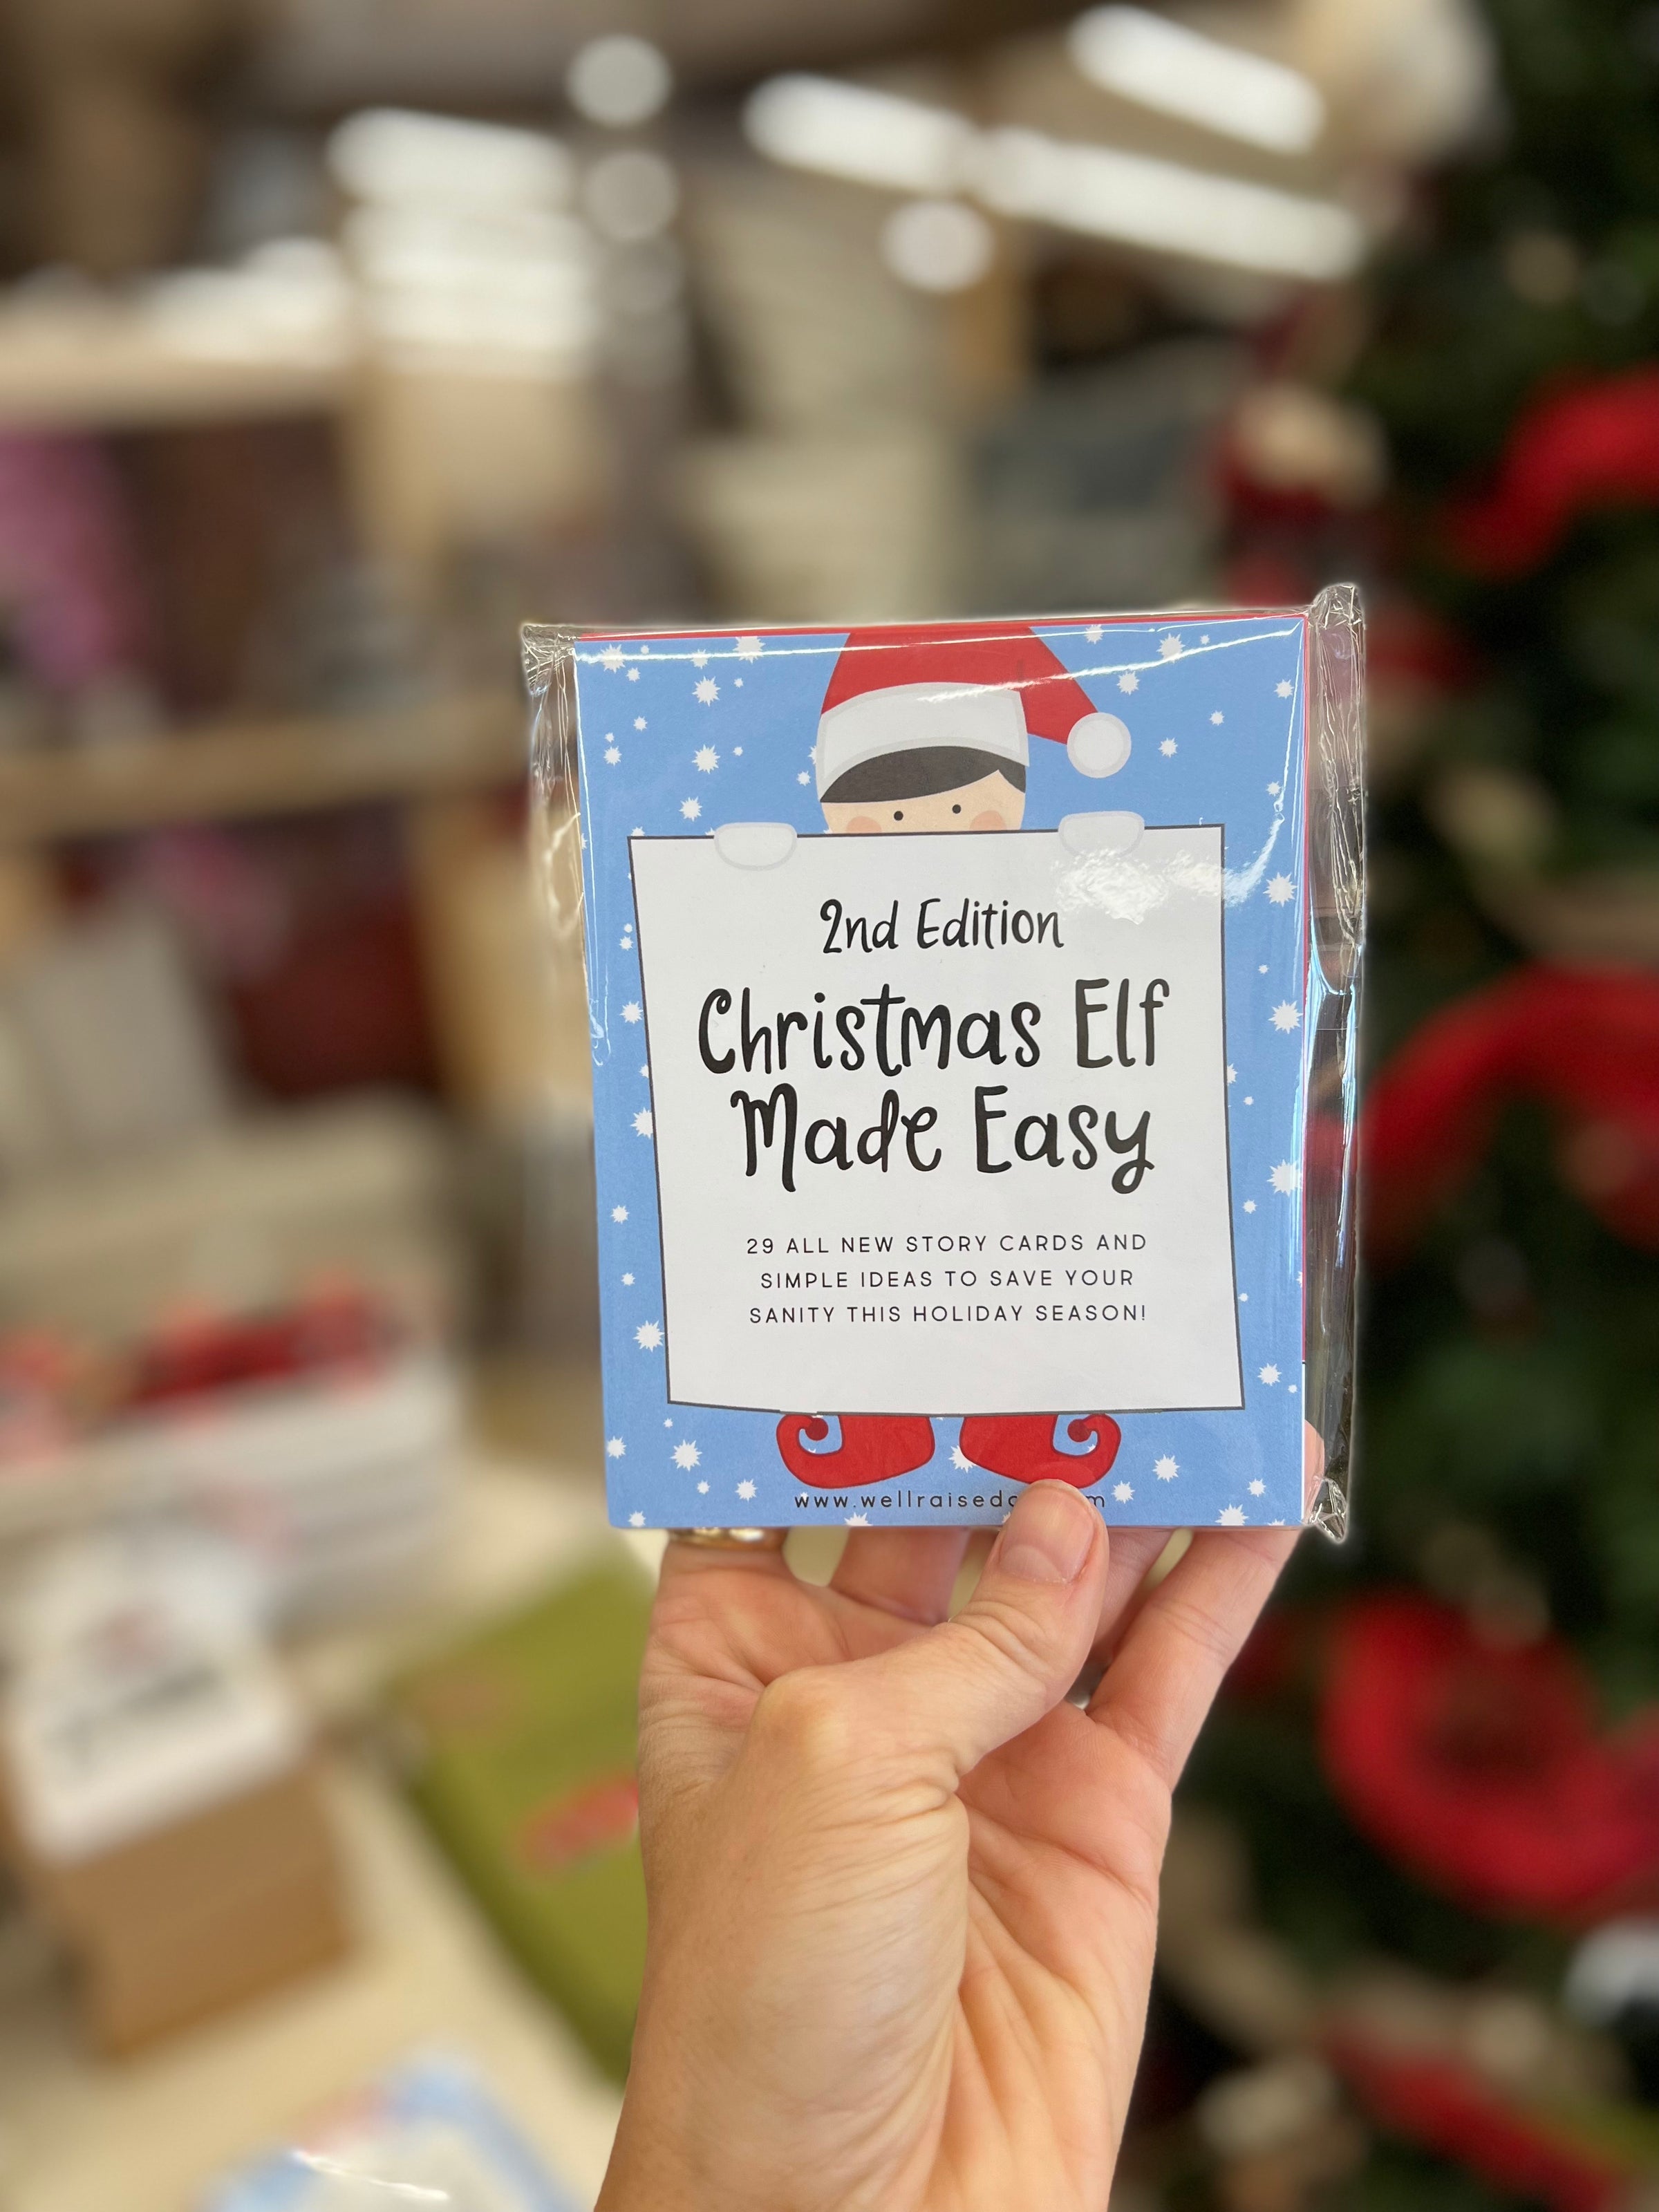 2nd Edition
Christmas Elf
Made Easy
29 ALL NEW STORY CARDS AND
SIMPLE IDEAS TO SAVE YOUR
SANITY THIS HOLIDAY SEASON!